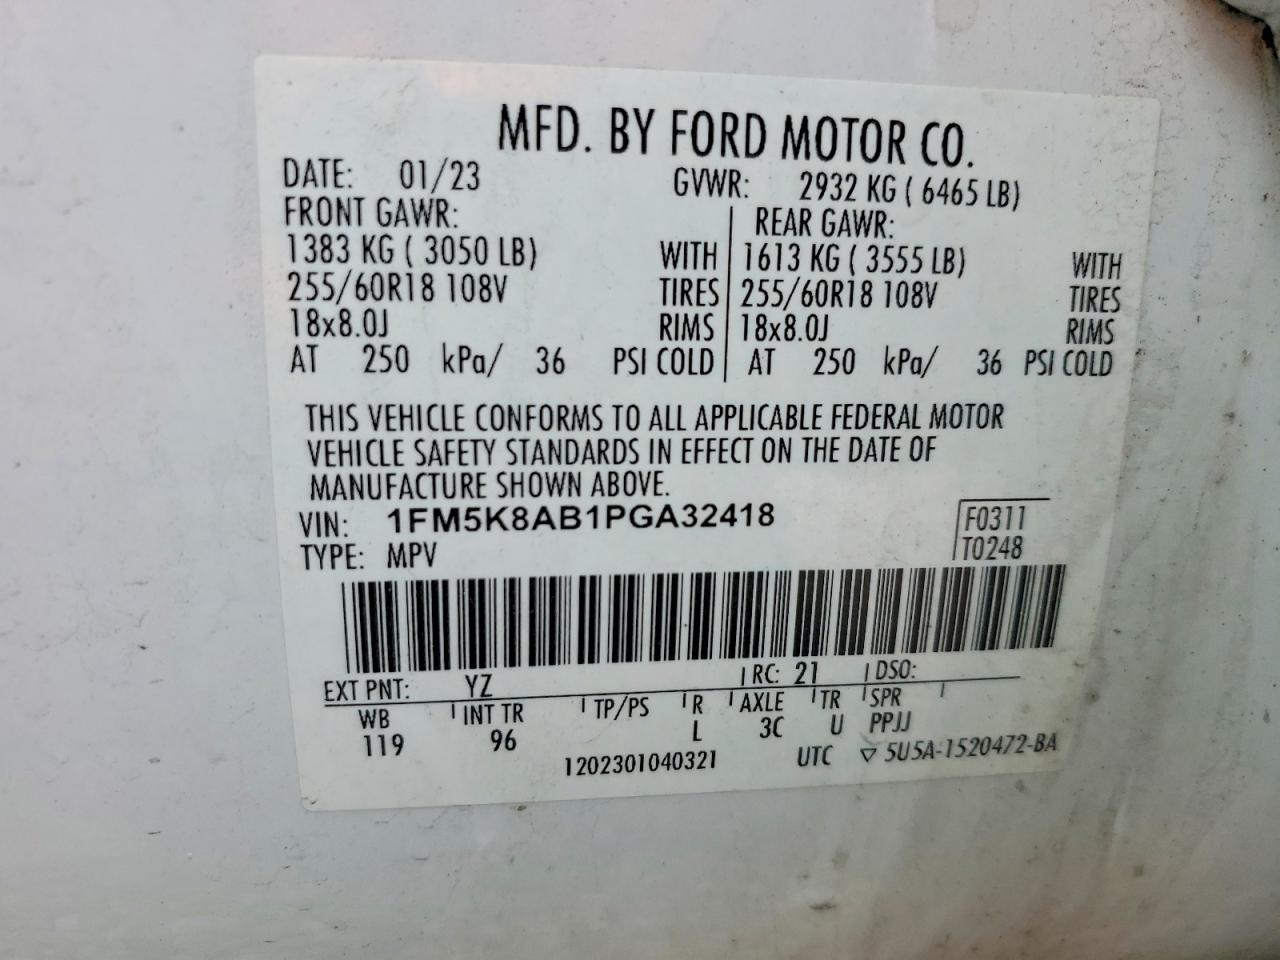 MFD. BY FORD MOTOR CO.
DATE: 01/23 GVWR: 2932 KG ( 6465 LB)
FRONT GAWR: REAR GAWR:
1383 KG ( 3050 LB) WITH 1613 KG ( 3555 LB) WITH
255/60R18 108V TIRES 255/60R18 108V TIRES
18x8.0J RIMS 18x8.0J RIMS
AT 250 kPa/ 36 PSI COLD AT 250 kPa/ 36 PSI COLD
THIS VEHICLE CONFORMS TO ALL APPLICABLE FEDERAL MOTOR
VEHICLE SAFETY STANDARDS IN EFFECT ON THE DATE OF
MANUFACTURE SHOWN ABOVE.
VIN: 1FM5K8AB1PGA32418 F0311
TYPE: MPV T0248
EXT PNT: YZ RC: 21 DSO:
WB INT TR TP/PS R AXLE TR SPR
119 96 L 3C U PPJJ
1202301040321 UTC ▽ 5U5A-1520472-BA